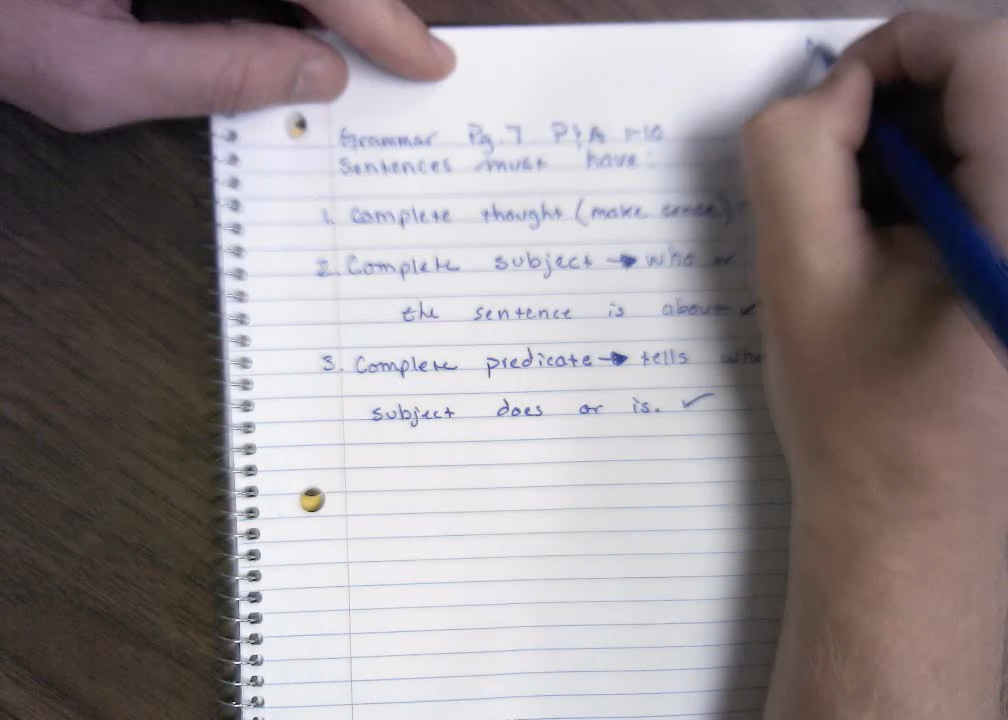 Grammar Pg. 7 P&A 1-10
Sentences must have:
1. Complete thought (make sense)
2. Complete subject → who or
the sentence is about ✓
3. Complete predicate → tells
subject does or is. ✓